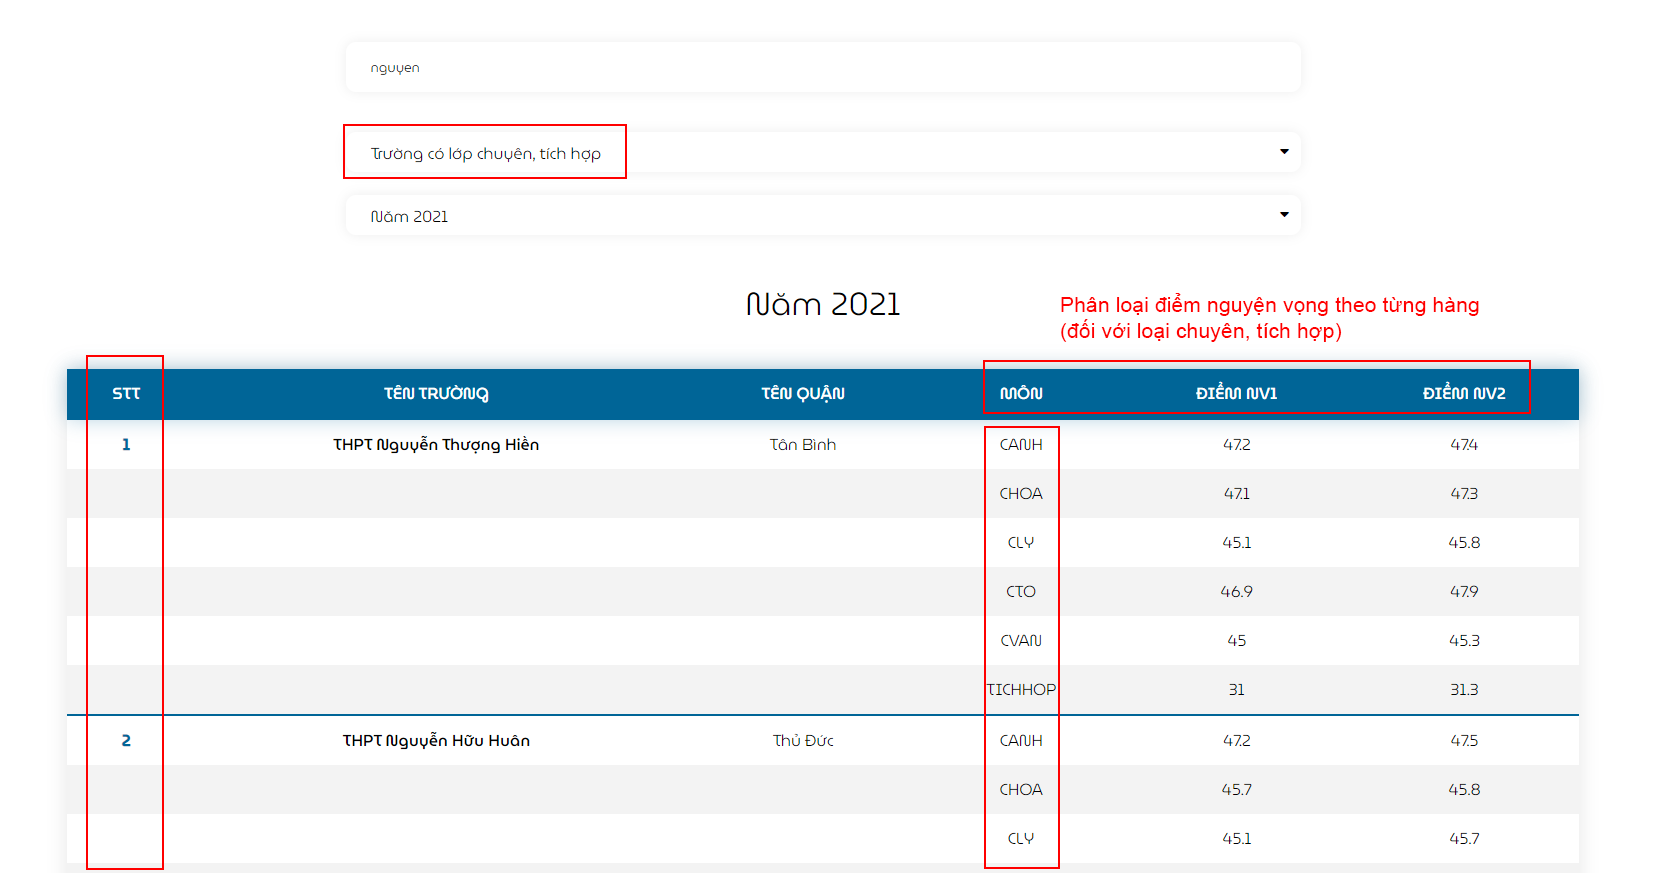 nguyen
Trường có lớp chuyên, tích hợp
Năm 2021
Năm 2021
Phân loại điểm nguyện vọng theo từng hàng
(đối với loại chuyên, tích hợp)
STT TÊN TRƯỜNG TÊN QUẬN MÔN ĐIỂM NV1 ĐIỂM NV2
1 THPT Nguyễn Thượng Hiền Tân Bình CANH 47.2 47.4
CHOA 47.1 47.3
CLY 45.1 45.8
CTO 46.9 47.9
CVAN 45 45.3
TICHHOP 31 31.3
2 THPT Nguyễn Hữu Huân Thủ Đức CANH 47.2 47.5
CHOA 45.7 45.8
CLY 45.1 45.7